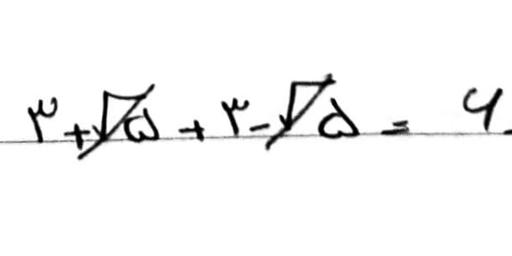 ۳+√۵ + ۳-√۵ = ۶